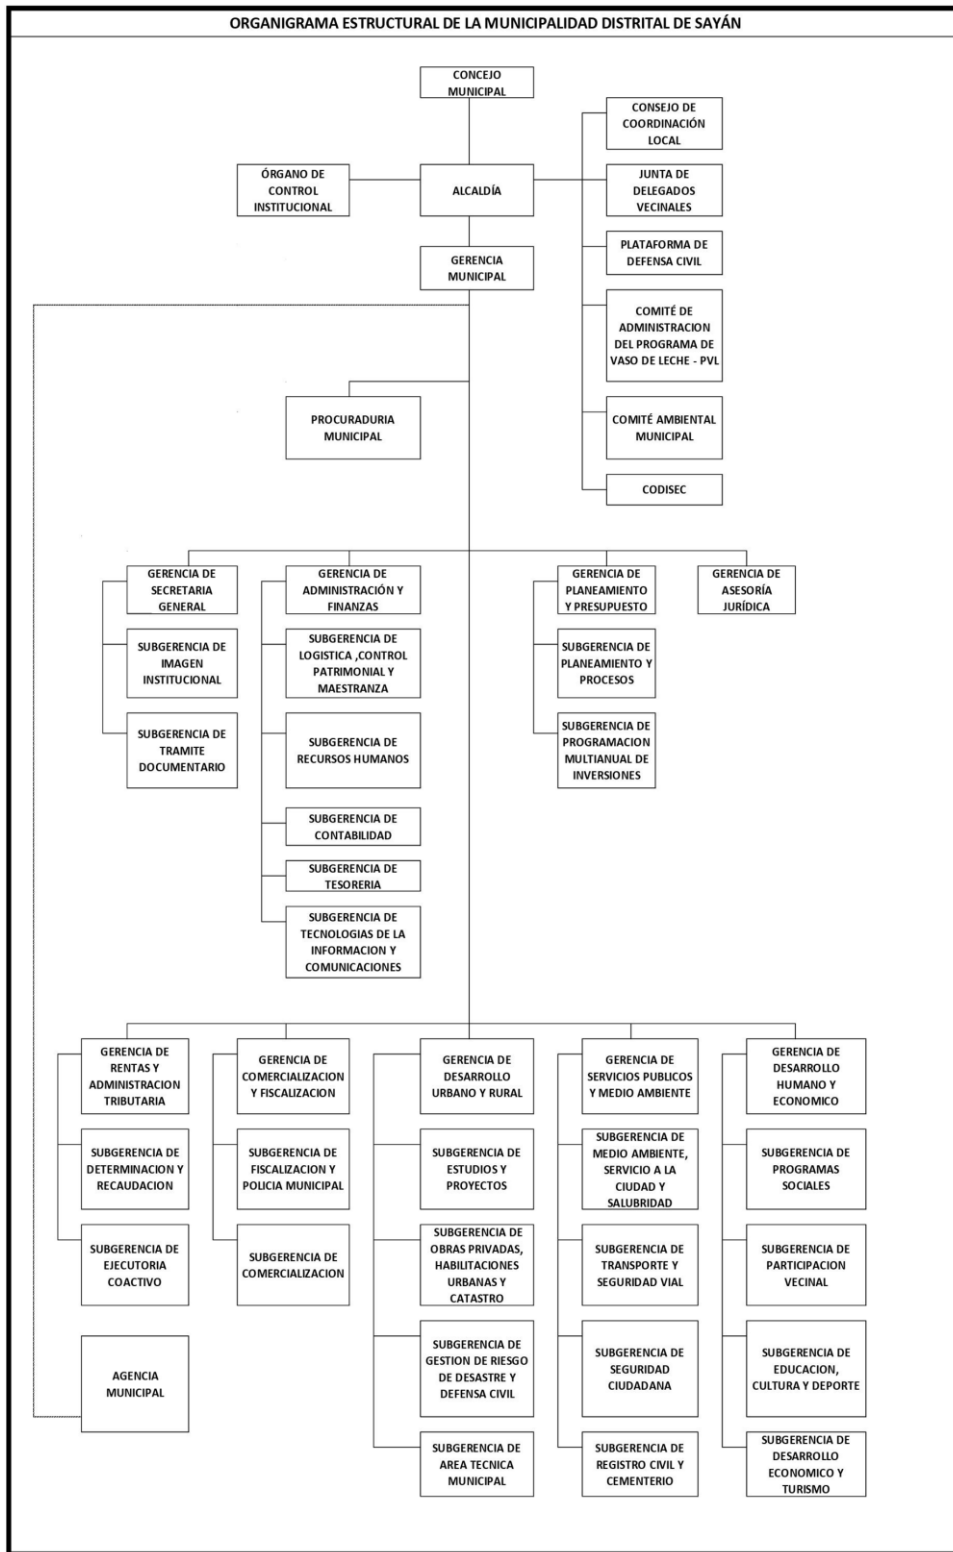 ORGANIGRAMA ESTRUCTURAL DE LA MUNICIPALIDAD DISTRITAL DE SAYÁN
CONCEJO
MUNICIPAL
CONSEJO DE
COORDINACIÓN
LOCAL
ÓRGANO DE
CONTROL
INSTITUCIONAL
ALCALDÍA
JUNTA DE
DELEGADOS
VECINALES
GERENCIA
MUNICIPAL
PLATAFORMA DE
DEFENSA CIVIL
COMITÉ DE
ADMINISTRACION
DEL PROGRAMA DE
VASO DE LECHE - PVL
PROCURADURIA
MUNICIPAL
COMITÉ AMBIENTAL
MUNICIPAL
CODISEC
GERENCIA DE
SECRETARIA
GENERAL
SUBGERENCIA DE
IMAGEN
INSTITUCIONAL
SUBGERENCIA DE
TRAMITE
DOCUMENTARIO
GERENCIA DE
ADMINISTRACIÓN Y
FINANZAS
SUBGERENCIA DE
LOGISTICA ,CONTROL
PATRIMONIAL Y
MAESTRANZA
SUBGERENCIA DE
RECURSOS HUMANOS
SUBGERENCIA DE
CONTABILIDAD
SUBGERENCIA DE
TESORERIA
SUBGERENCIA DE
TECNOLOGIAS DE LA
INFORMACION Y
COMUNICACIONES
GERENCIA DE
PLANEAMIENTO
Y PRESUPUESTO
SUBGERENCIA DE
PLANEAMIENTO Y
PROCESOS
SUBGERENCIA DE
PROGRAMACION
MULTIANUAL DE
INVERSIONES
GERENCIA DE
ASESORÍA
JURÍDICA
GERENCIA DE
RENTAS Y
ADMINISTRACION
TRIBUTARIA
SUBGERENCIA DE
DETERMINACION Y
RECAUDACION
SUBGERENCIA DE
EJECUTORIA
COACTIVO
AGENCIA
MUNICIPAL
GERENCIA DE
COMERCIALIZACION
Y FISCALIZACION
SUBGERENCIA DE
FISCALIZACION Y
POLICIA MUNICIPAL
SUBGERENCIA DE
COMERCIALIZACION
GERENCIA DE
DESARROLLO
URBANO Y RURAL
SUBGERENCIA DE
ESTUDIOS Y
PROYECTOS
SUBGERENCIA DE
OBRAS PRIVADAS,
HABILITACIONES
URBANAS Y
CATASTRO
SUBGERENCIA DE
GESTION DE RIESGO
DE DESASTRE Y
DEFENSA CIVIL
SUBGERENCIA DE
AREA TECNICA
MUNICIPAL
GERENCIA DE
SERVICIOS PUBLICOS
Y MEDIO AMBIENTE
SUBGERENCIA DE
MEDIO AMBIENTE,
SERVICIO A LA
CIUDAD Y
SALUBRIDAD
SUBGERENCIA DE
TRANSPORTE Y
SEGURIDAD VIAL
SUBGERENCIA DE
SEGURIDAD
CIUDADANA
SUBGERENCIA DE
REGISTRO CIVIL Y
CEMENTERIO
GERENCIA DE
DESARROLLO
HUMANO Y
ECONOMICO
SUBGERENCIA DE
PROGRAMAS
SOCIALES
SUBGERENCIA DE
PARTICIPACION
VECINAL
SUBGERENCIA DE
EDUCACION,
CULTURA Y DEPORTE
SUBGERENCIA DE
DESARROLLO
ECONOMICO Y
TURISMO